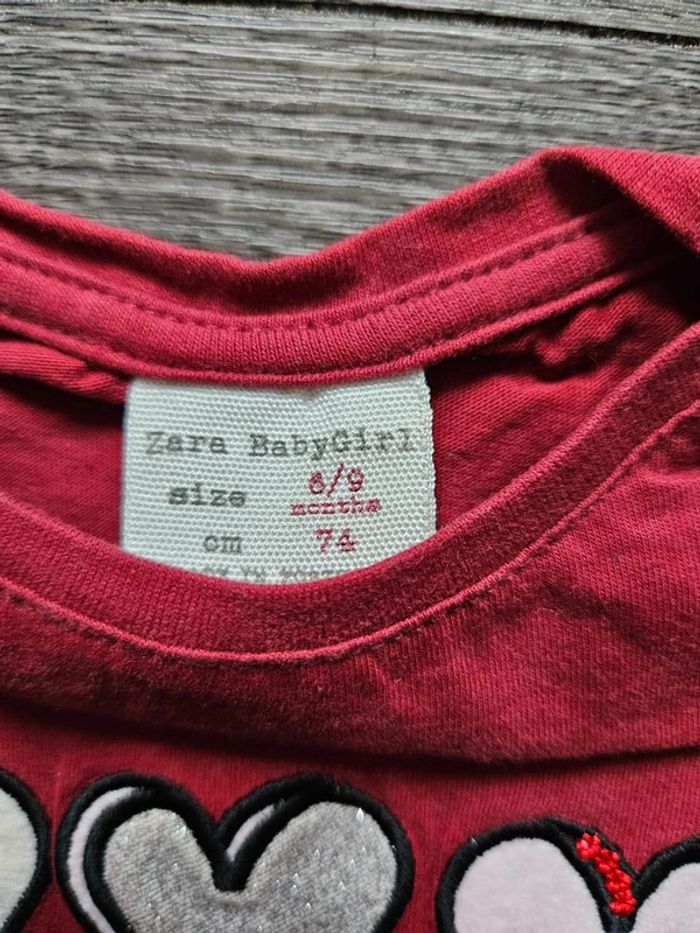 Zara BabyGirl
size 6/9
months
cm 74